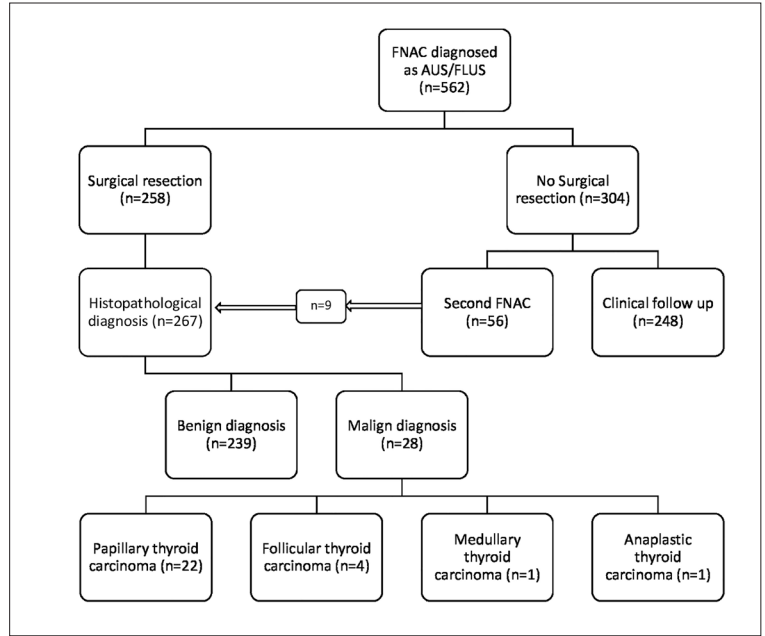 FNAC diagnosed
as AUS/FLUS
(n=562)
Surgical resection
(n=258)
No Surgical
resection (n=304)
Histopathological
diagnosis (n=267)
n=9
Second FNAC
(n=56)
Clinical follow up
(n=248)
Benign diagnosis
(n=239)
Malign diagnosis
(n=28)
Papillary thyroid
carcinoma (n=22)
Follicular thyroid
carcinoma (n=4)
Medullary
thyroid
carcinoma (n=1)
Anaplastic
thyroid
carcinoma (n=1)